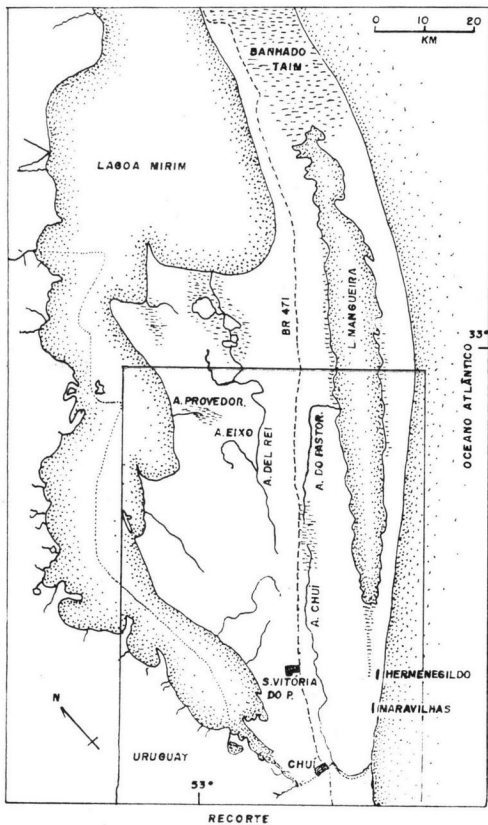 0 10 20
KM
BANHADO
TAIM
LAGOA MIRIM
L. MANGUEIRA
BR 471
33°
OCEANO ATLÂNTICO
A. PROVEDOR.
A. EIXO
A. DEL REI
A. DO PASTOR.
A. CHUÍ
S. VITÓRIA
DO P.
HERMENEGILDO
MARAVILHAS
N
URUGUAY
CHUÍ
53°
RECORTE